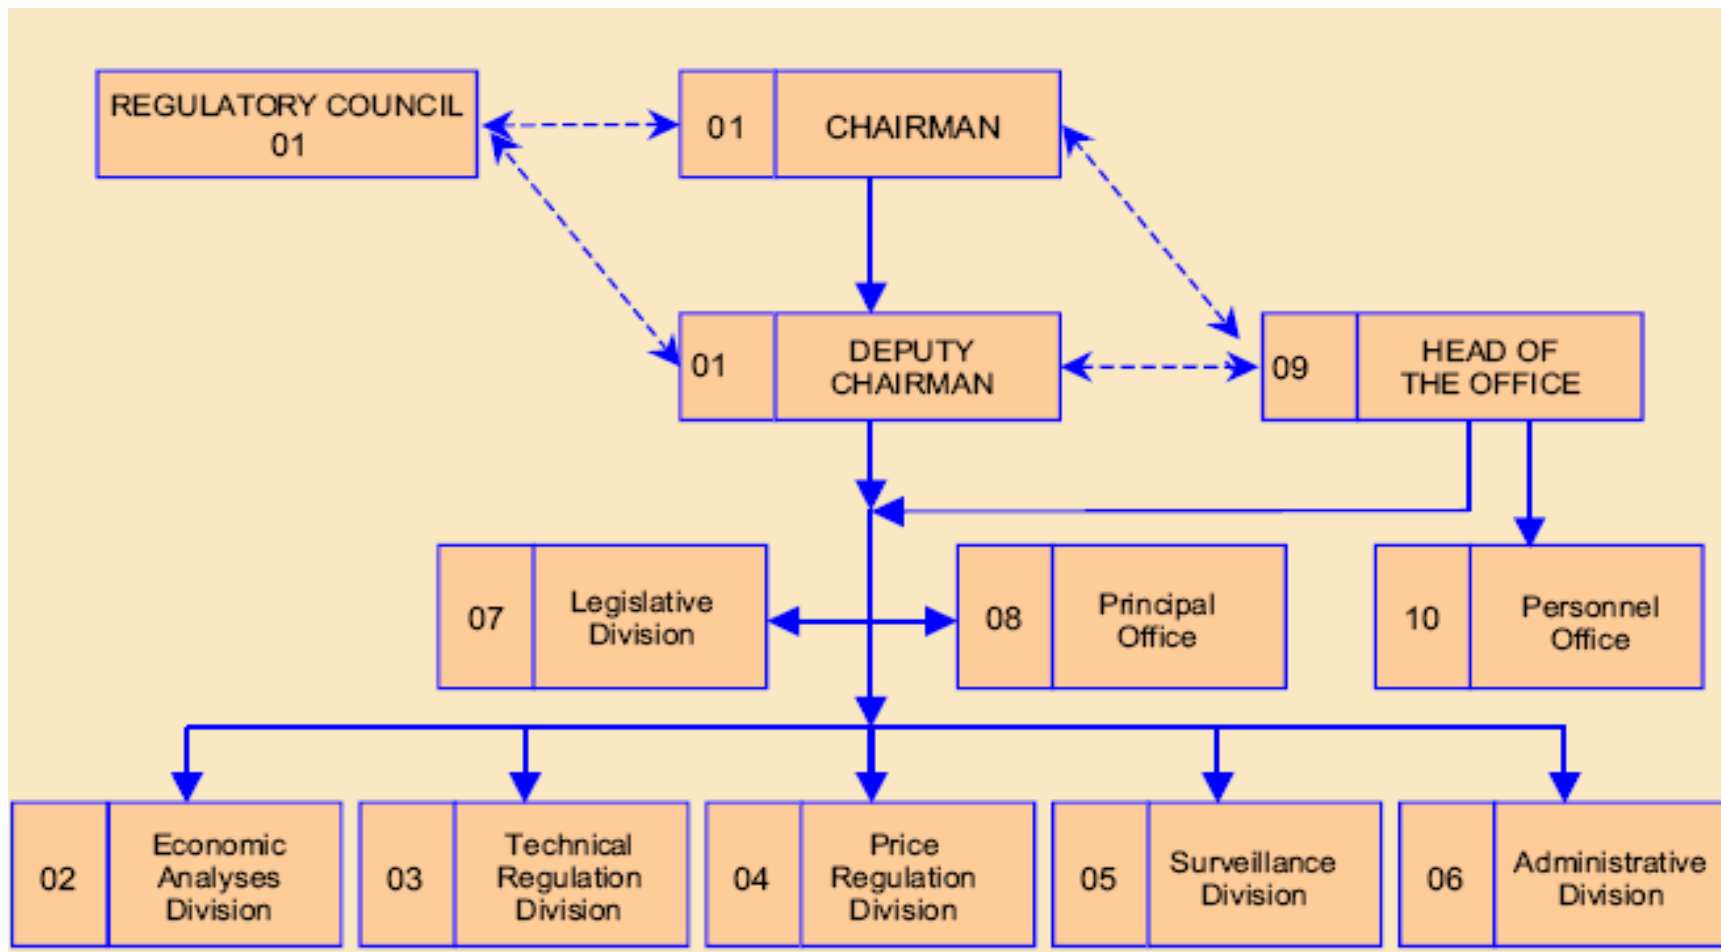 REGULATORY COUNCIL
01
01
CHAIRMAN
01
DEPUTY
CHAIRMAN
09
HEAD OF
THE OFFICE
07
Legislative
Division
08
Principal
Office
10
Personnel
Office
02
Economic
Analyses
Division
03
Technical
Regulation
Division
04
Price
Regulation
Division
05
Surveillance
Division
06
Administrative
Division